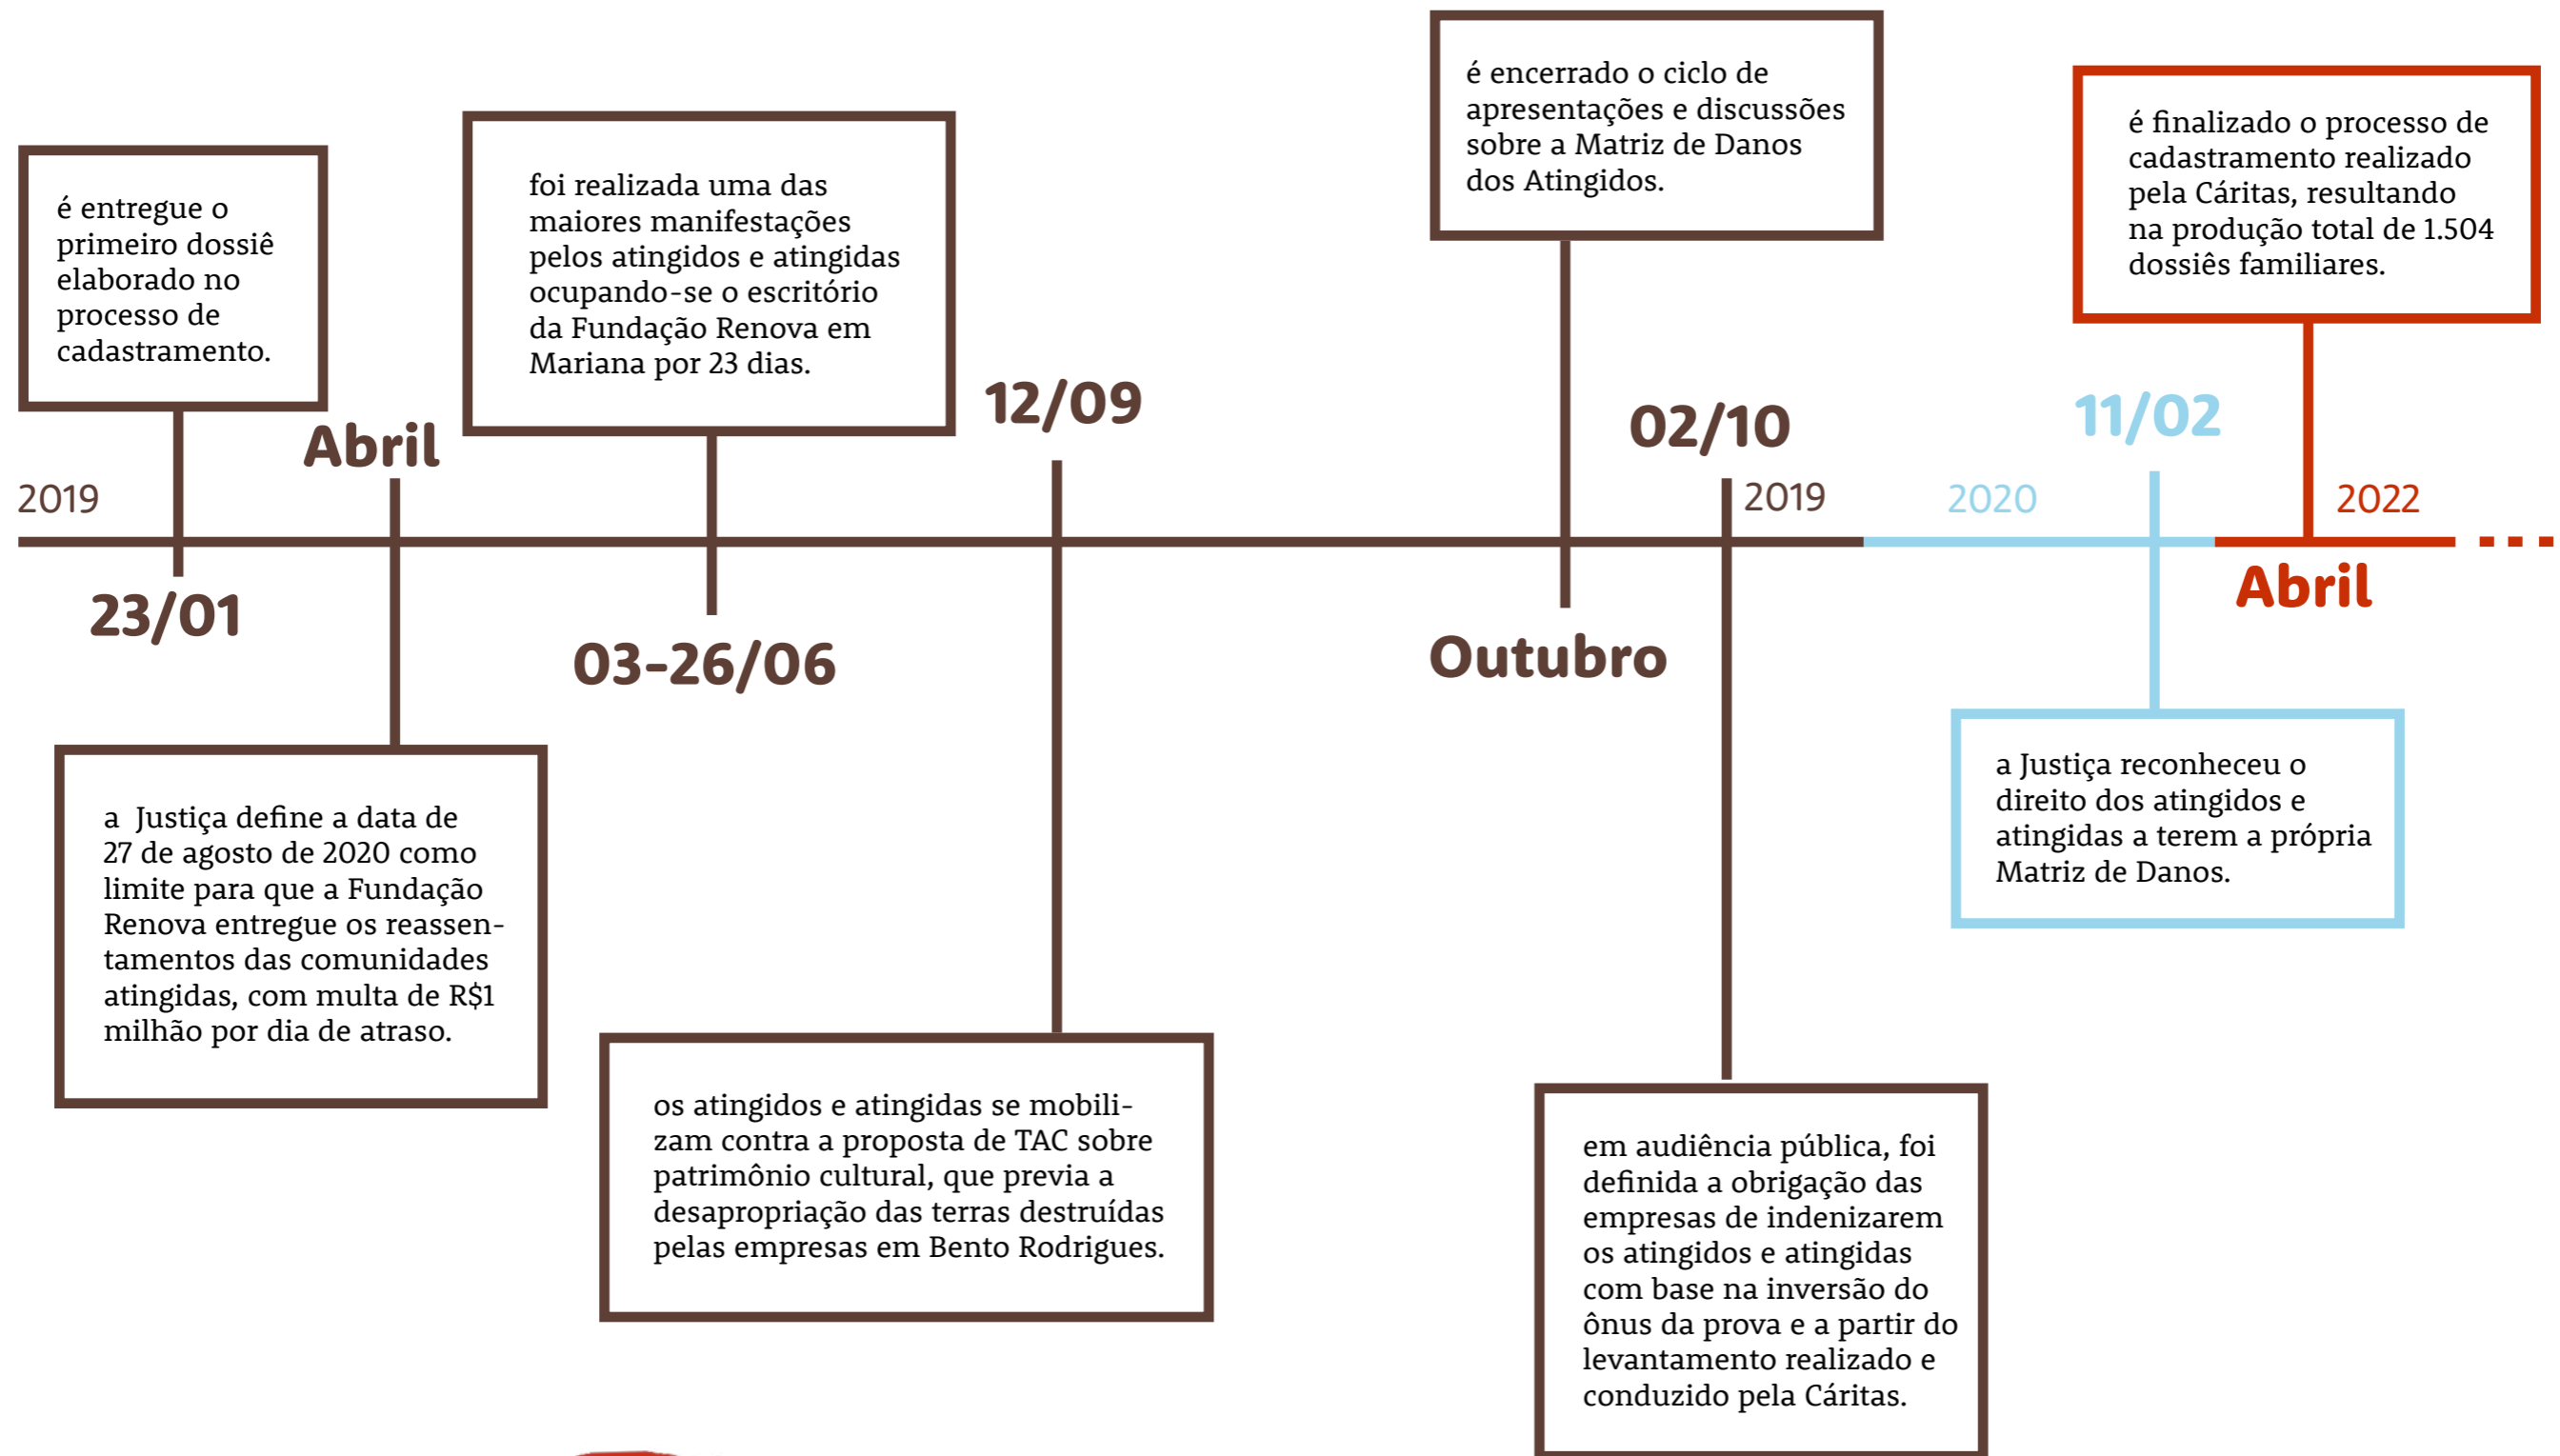 2019
é entregue o
primeiro dossiê
elaborado no
processo de
cadastramento.
23/01
Abril
a Justiça define a data de
27 de agosto de 2020 como
limite para que a Fundação
Renova entregue os reassen-
tamentos das comunidades
atingidas, com multa de R$1
milhão por dia de atraso.
foi realizada uma das
maiores manifestações
pelos atingidos e atingidas
ocupando-se o escritório
da Fundação Renova em
Mariana por 23 dias.
03-26/06
12/09
os atingidos e atingidas se mobili-
zam contra a proposta de TAC sobre
patrimônio cultural, que previa a
desapropriação das terras destruídas
pelas empresas em Bento Rodrigues.
é encerrado o ciclo de
apresentações e discussões
sobre a Matriz de Danos
dos Atingidos.
Outubro
02/10
2019
em audiência pública, foi
definida a obrigação das
empresas de indenizarem
os atingidos e atingidas
com base na inversão do
ônus da prova e a partir do
levantamento realizado e
conduzido pela Cáritas.
2020
11/02
a Justiça reconheceu o
direito dos atingidos e
atingidas a terem a própria
Matriz de Danos.
é finalizado o processo de
cadastramento realizado
pela Cáritas, resultando
na produção total de 1.504
dossiês familiares.
2022
Abril